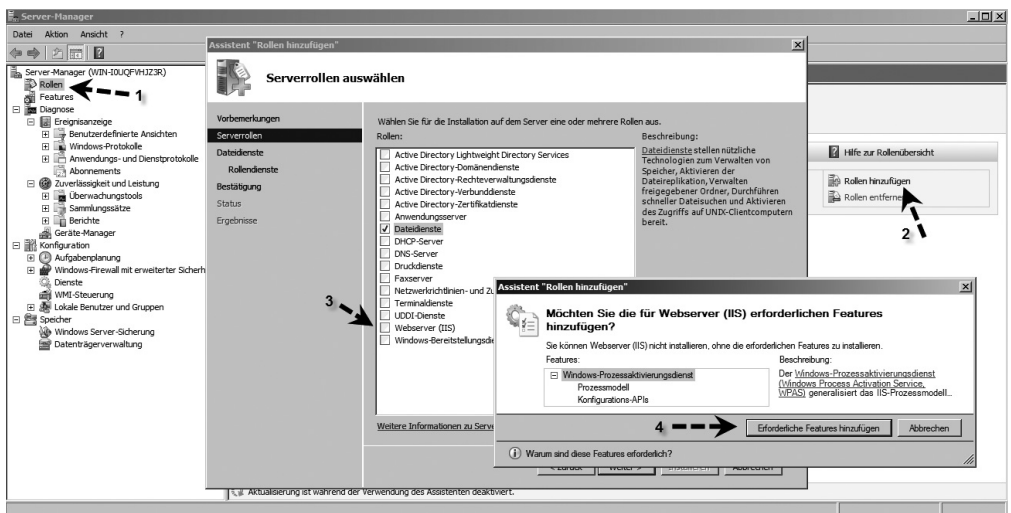 Server-Manager
Datei Aktion Ansicht ?
Server-Manager (WIN-I0UQFVHJZ3R)
Rollen
1
Features
Diagnose
Ereignisanzeige
Benutzerdefinierte Ansichten
Windows-Protokolle
Anwendungs- und Dienstprotokolle
Abonnements
Zuverlässigkeit und Leistung
Überwachungstools
Sammlungssätze
Berichte
Geräte-Manager
Konfiguration
Aufgabenplanung
Windows-Firewall mit erweiterter Sicherh
Dienste
WMI-Steuerung
Lokale Benutzer und Gruppen
Speicher
Windows Server-Sicherung
Datenträgerverwaltung
Assistent "Rollen hinzufügen"
Serverrollen auswählen
Vorbemerkungen
Serverrollen
Dateidienste
Rollendienste
Bestätigung
Status
Ergebnisse
Wählen Sie für die Installation auf dem Server eine oder mehrere Rollen aus.
Rollen:
Active Directory Lightweight Directory Services
Active Directory-Domänendienste
Active Directory-Rechteverwaltungsdienste
Active Directory-Verbunddienste
Active Directory-Zertifikatdienste
Anwendungsserver
Dateidienste
DHCP-Server
DNS-Server
Druckdienste
Faxserver
Netzwerkrichtlinien- und Zu
Terminaldienste
UDDI-Dienste
3
Webserver (IIS)
Windows-Bereitstellungsdie
Weitere Informationen zu Serv
Beschreibung:
Dateidienste stellen nützliche
Technologien zum Verwalten von
Speicher, Aktivieren der
Dateireplikation, Verwalten
freigegebener Ordner, Durchführen
schneller Dateisuchen und Aktivieren
des Zugriffs auf UNIX-Clientcomputern
bereit.
Hilfe zur Rollenübersicht
Rollen hinzufügen
Rollen entferne
2
Assistent "Rollen hinzufügen"
Möchten Sie die für Webserver (IIS) erforderlichen Features
hinzufügen?
Sie können Webserver (IIS) nicht installieren, ohne die erforderlichen Features zu installieren.
Features:
Windows-Prozessaktivierungsdienst
Prozessmodell
Konfigurations-APIs
Beschreibung:
Der Windows-Prozessaktivierungsdienst
(Windows Process Activation Service,
WPAS) generalisiert das IIS-Prozessmodell...
4
Erforderliche Features hinzufügen
Abbrechen
Warum sind diese Features erforderlich?
< Zurück Weiter > Installieren Abbrechen
Aktualisierung ist während der Verwendung des Assistenten deaktiviert.